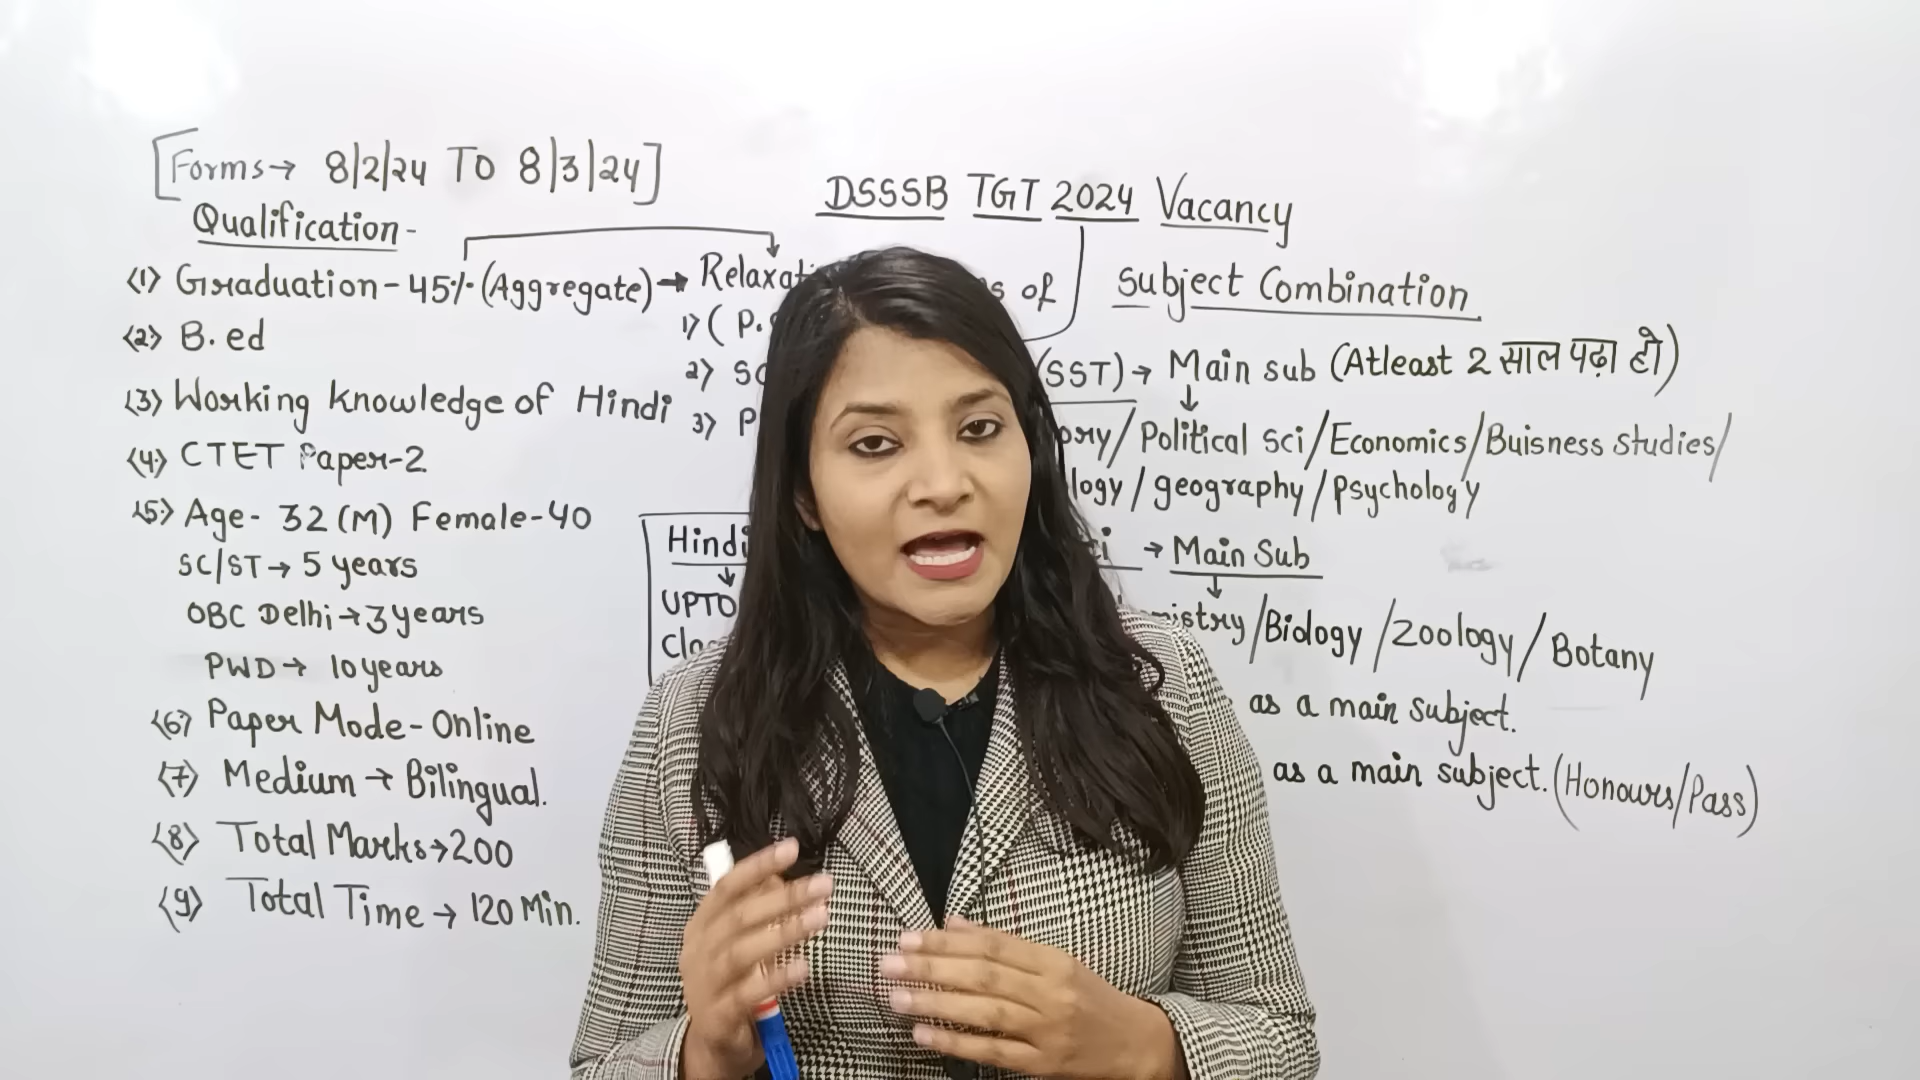 [Forms→ 8/2/24 TO 8/3/24]
Qualification-
<1> Graduation-45% (Aggregate)→
<2> B.ed
<3> Working knowledge of Hindi
<4> CTET Paper-2
<5> Age- 32 (M) Female-40
SC/ST→ 5 years
OBC Delhi→3 years
PWD→ 10 years
<6> Paper Mode-Online
<7> Medium→ Bilingual.
<8> Total Marks→200
<9> Total Time→ 120 Min.
DSSSB TGT 2024 Vacancy
of
1> (P.
2>
3> P
Hindi
UPTO
Subject Combination
(SST)→ Main sub (Atleast 2 साल पढ़ा हो)
/Political Sci/Economics/Buisness studies/
/geography/Psychology
→ Main Sub
/Biology/Zoology/Botany
as a main subject.
as a main subject. (Honours/Pass)